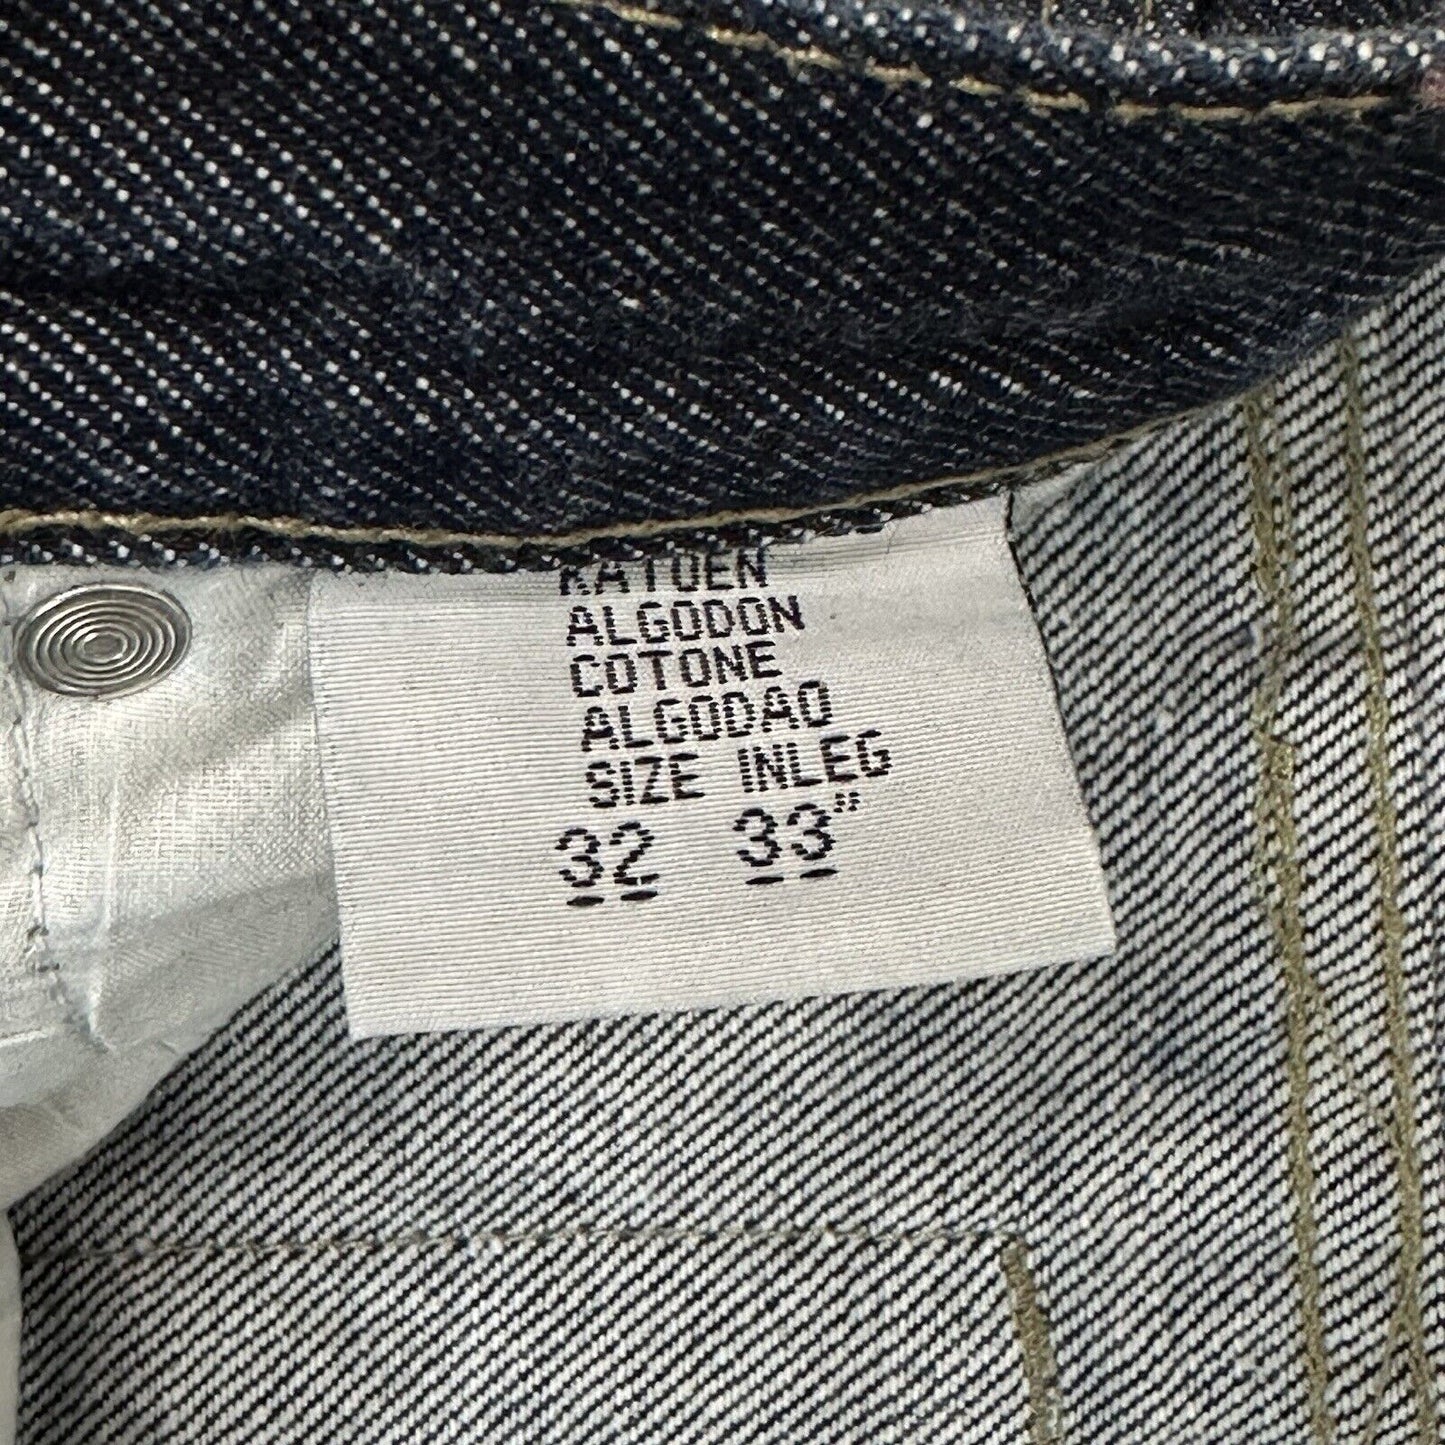 KATOEN
ALGODON
COTONE
ALGODAO
SIZE INLEG
32 33"